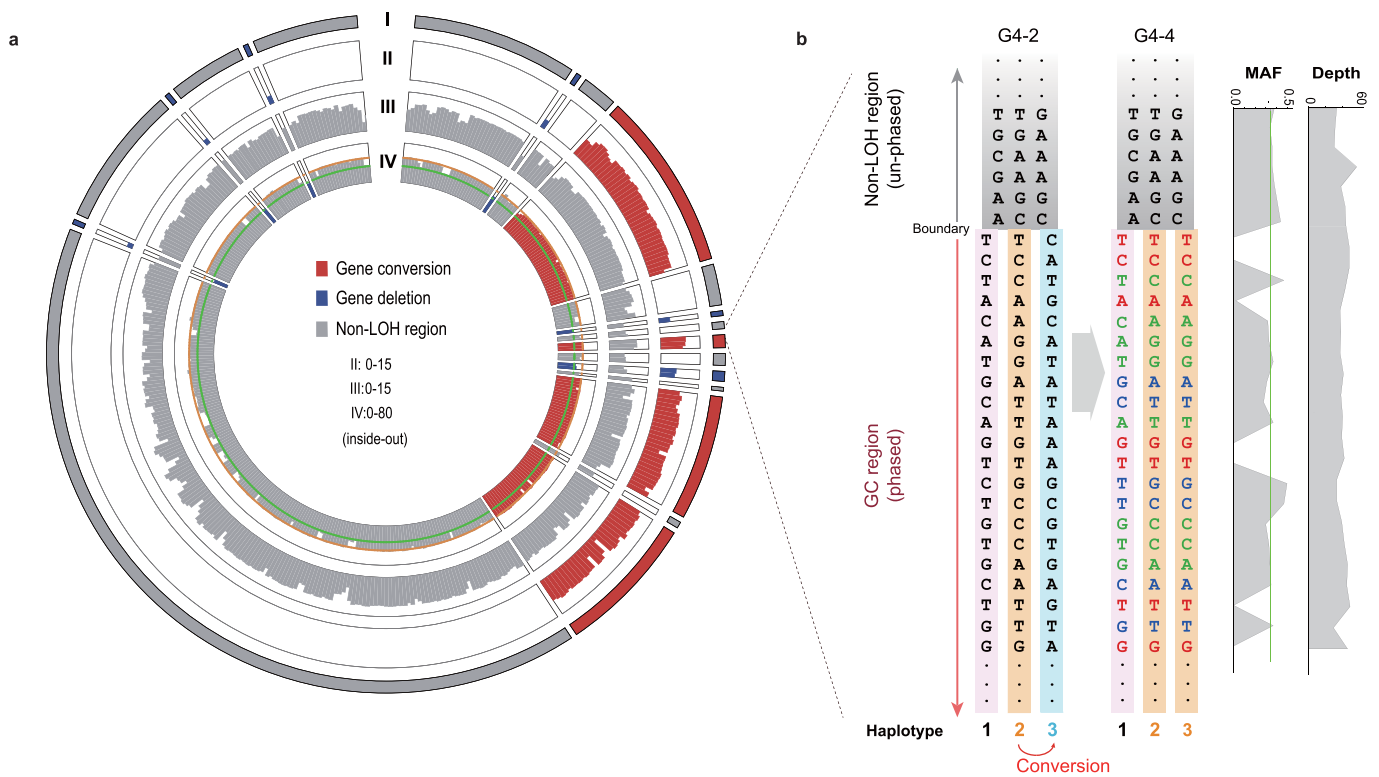 a
I
II
III
IV
Gene conversion
Gene deletion
Non-LOH region
II: 0-15
III:0-15
IV:0-80
(inside-out)
b
G4-2 G4-4
MAF Depth
0.0 0.5 0 60
Non-LOH region
(un-phased)
Boundary
GC region
(phased)
T T G T T G
G G A G G A
C A A C A A
G A A G A A
A G G A G G
A C C A C C
T T C T T T
C C A C C C
T C T T C C
A A G A A A
C A C C A A
A G A A G G
T G T T G G
G A A G A A
C T T C T T
A T A A T T
G G A G G G
T T A T T T
C G G T G G
T C C T C C
G C G G C C
T C T T C C
G A G G A A
C A A C A A
T T G T T T
G T T G T T
G G A G G G
Haplotype 1 2 3 1 2 3
Conversion